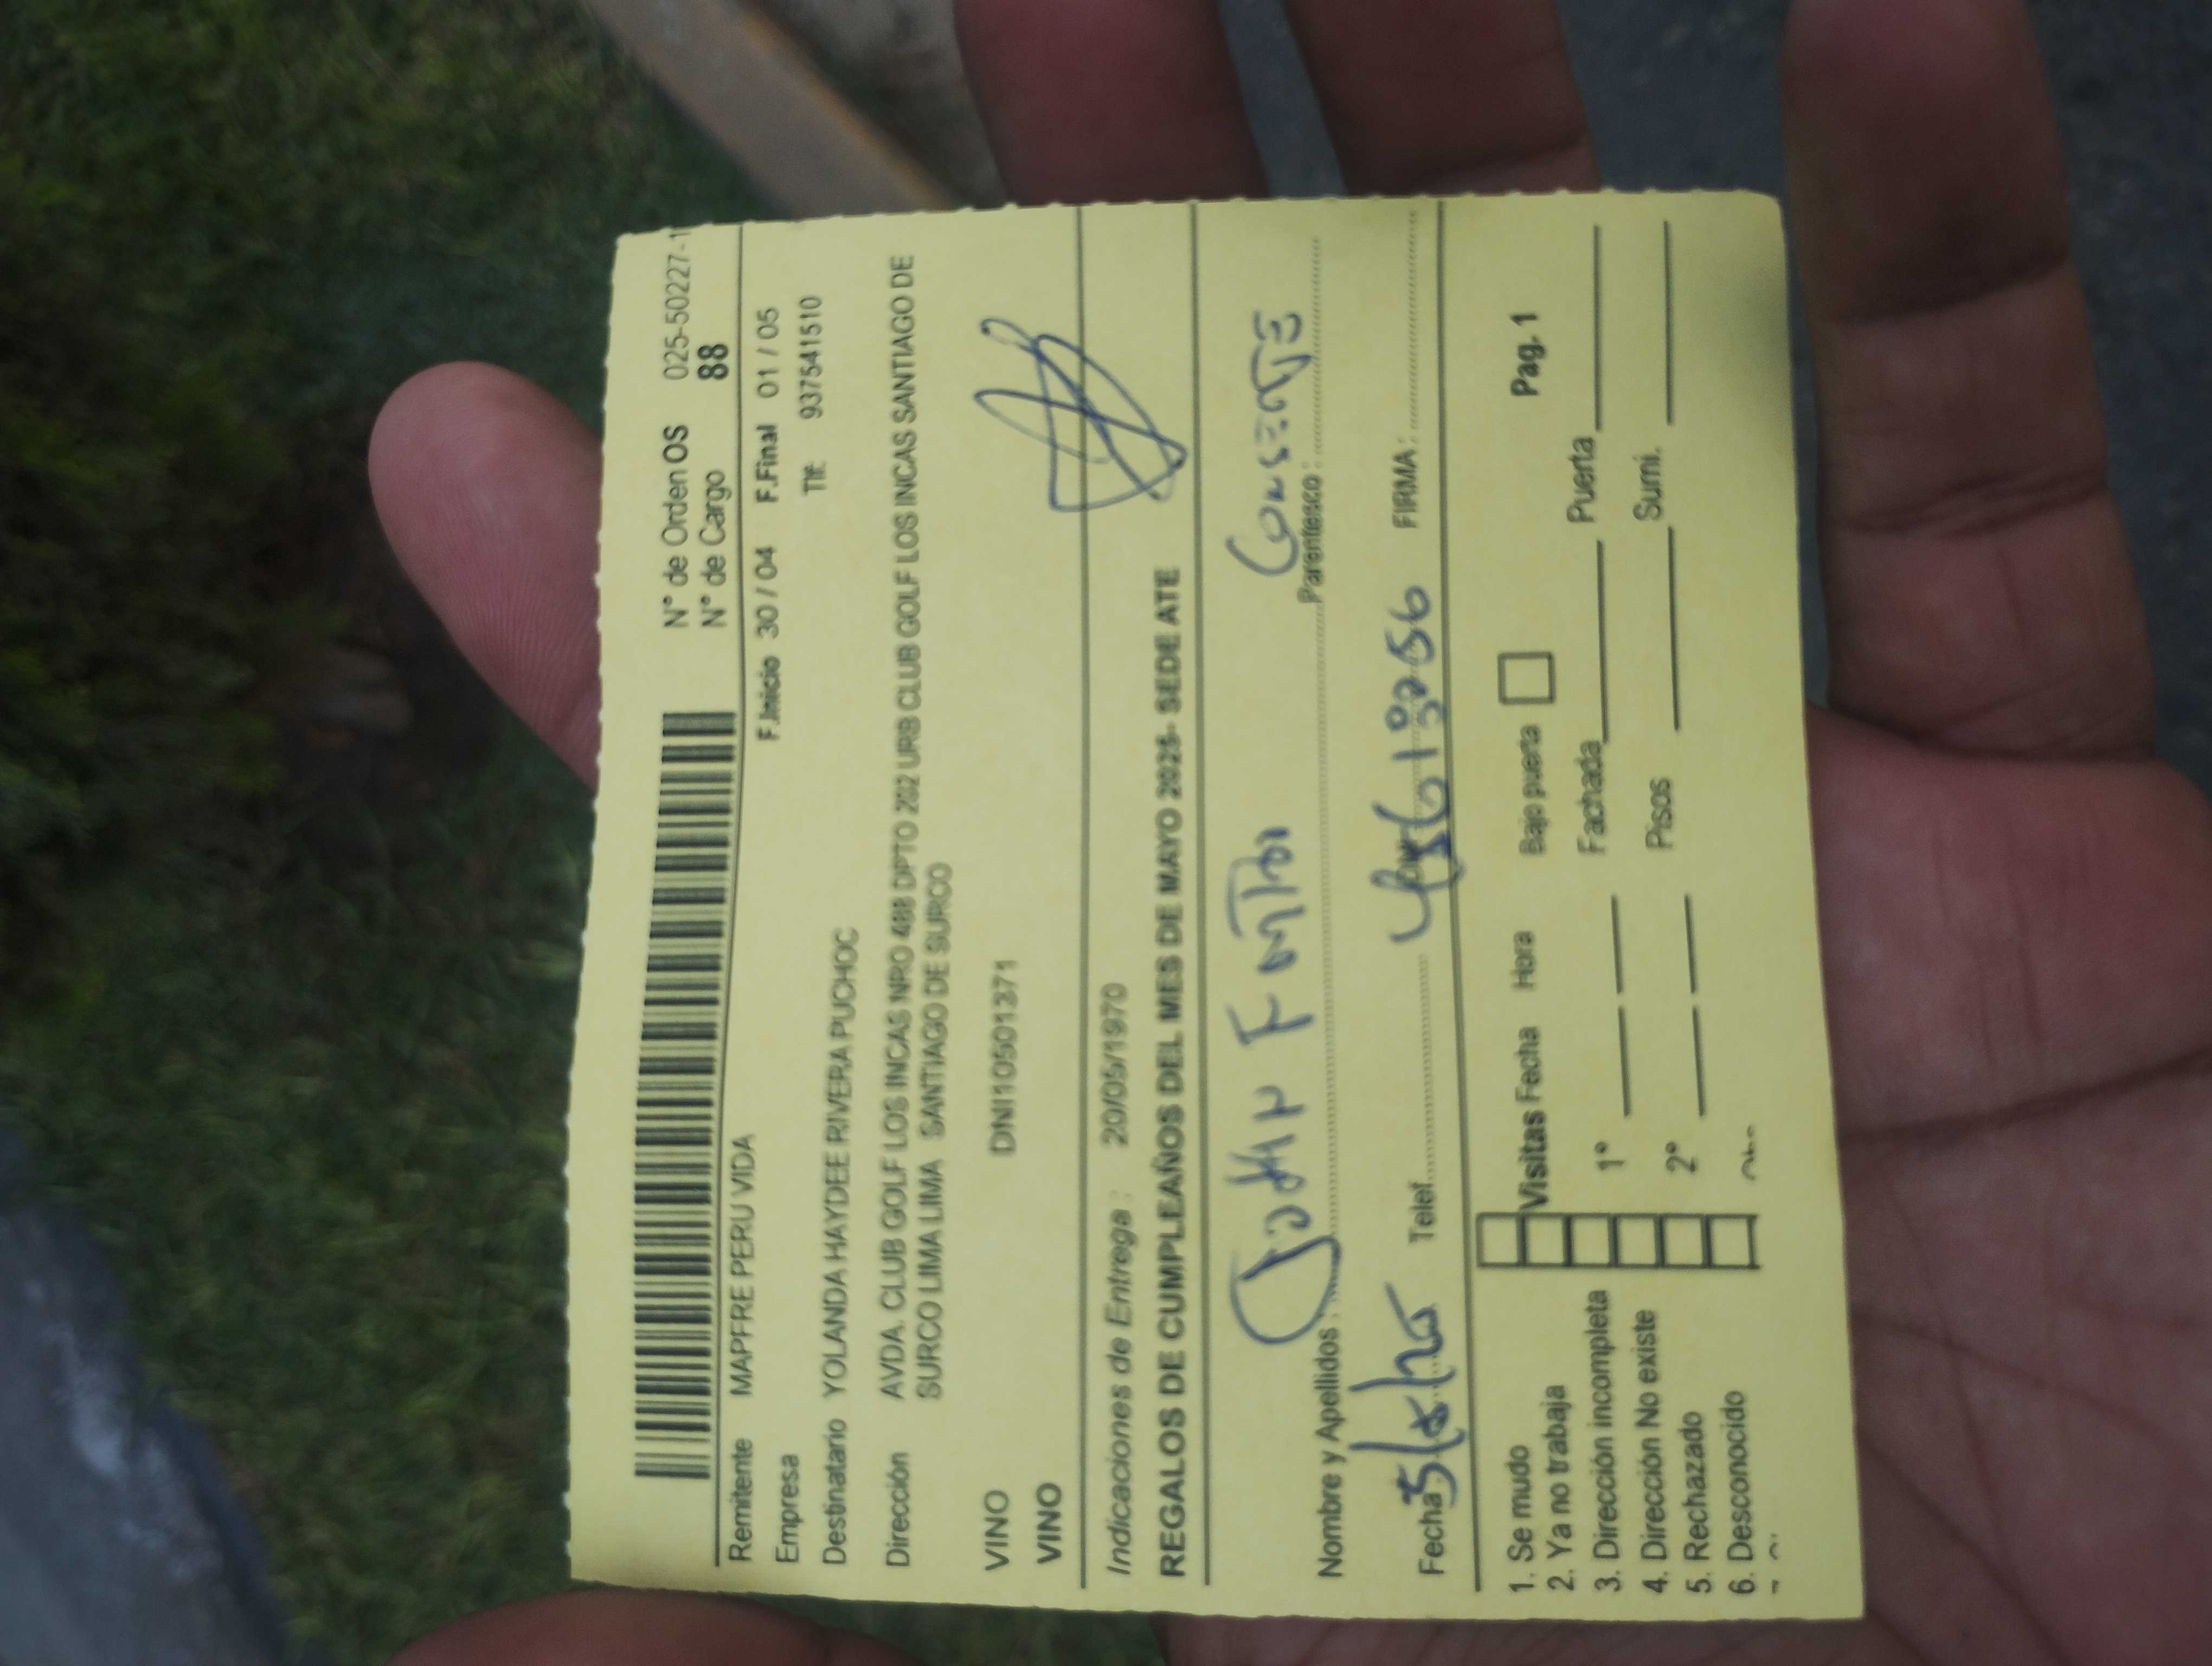 N° de Orden OS 025-50227-1
N° de Cargo 88
Remitente MAPFRE PERU VIDA
F.Inicio 30 / 04 F.Final 01 / 05
Empresa Tlf: 937541510
Destinatario YOLANDA HAYDEE RIVERA PUCHOC
Dirección AVDA. CLUB GOLF LOS INCAS NRO 488 DPTO 202 URB CLUB GOLF LOS INCAS SANTIAGO DE
SURCO LIMA LIMA SANTIAGO DE SURCO
VINO DNI10501371
VINO
Indicaciones de Entrega : 20/05/1970
REGALOS DE CUMPLEAÑOS DEL MES DE MAYO 2025- SEDE ATE
Nombre y Apellidos : Parentesco :
Fecha Telef. FIRMA :
1. Se mudo Visitas Fecha Hora Bajo puerta Pag. 1
2. Ya no trabaja
3. Dirección incompleta 1° Fachada Puerta
4. Dirección No existe
5. Rechazado 2° Pisos Sumi.
6. Desconocido